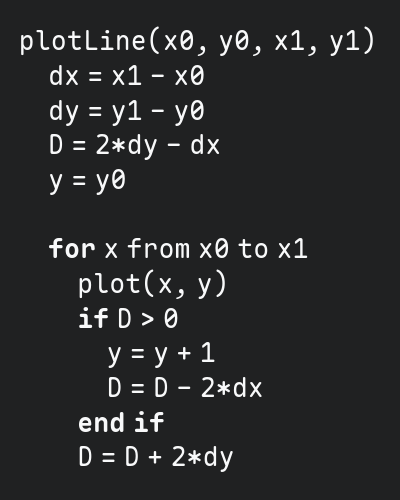 plotLine(x0, y0, x1, y1)
dx = x1 − x0
dy = y1 − y0
D = 2*dy − dx
y = y0
for x from x0 to x1
plot(x, y)
if D > 0
y = y + 1
D = D − 2*dx
end if
D = D + 2*dy